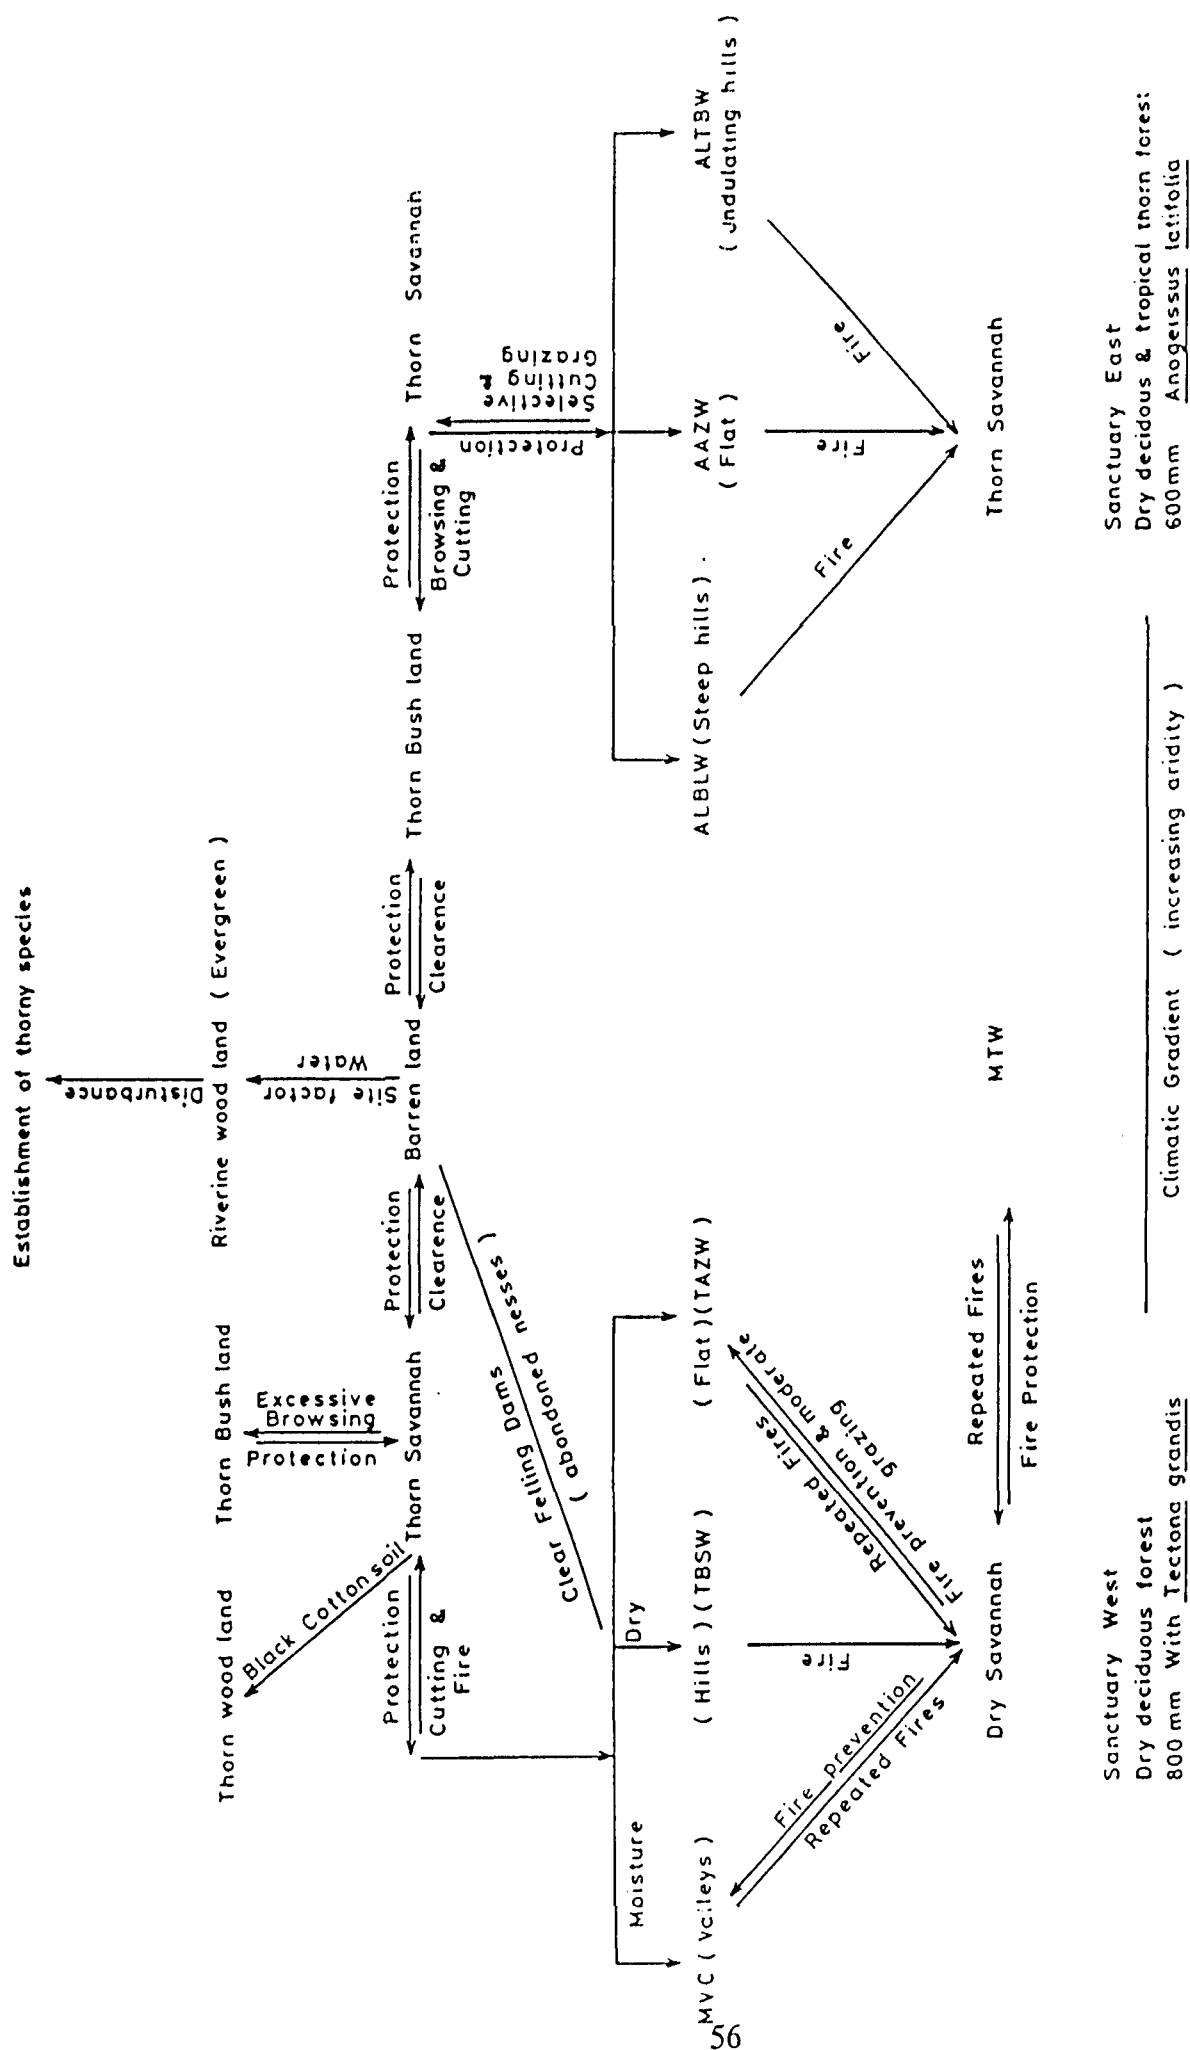 Establishment of thorny species
Disturbance
Thorn wood land
Thorn Bush land
Riverine wood land ( Evergreen )
Black Cotton soil
Excessive
Browsing
Protection
Site factor
Water
Protection
Cutting &
Fire
Thorn Savannah
Protection
Clearence
Barren land
Protection
Clearence
Thorn Bush land
Protection
Browsing &
Cutting
Thorn Savannah
Clear Felling Dams
( abondoned nesses )
Protection
Selective
Cutting &
Grazing
Moisture
Dry
MVC ( Valleys )
( Hills ) (TBSW)
( Flat ) (TAZW)
ALBLW ( Steep hills ) .
AAZW
( Flat )
ALTBW
( Jndulating hills )
Fire prevention
Repeated Fires
Fire
Repeated Fires
Fire prevention & moderate
grazing
Fire
Fire
Fire
Dry Savannah
Repeated Fires
Fire Protection
MTW
Thorn Savannah
Sanctuary West
Dry deciduous forest
800 mm With Tectona grandis
Climatic Gradient ( increasing aridity )
Sanctuary East
Dry decidous & tropical thorn fores:
600mm Anogeissus latifolia
56